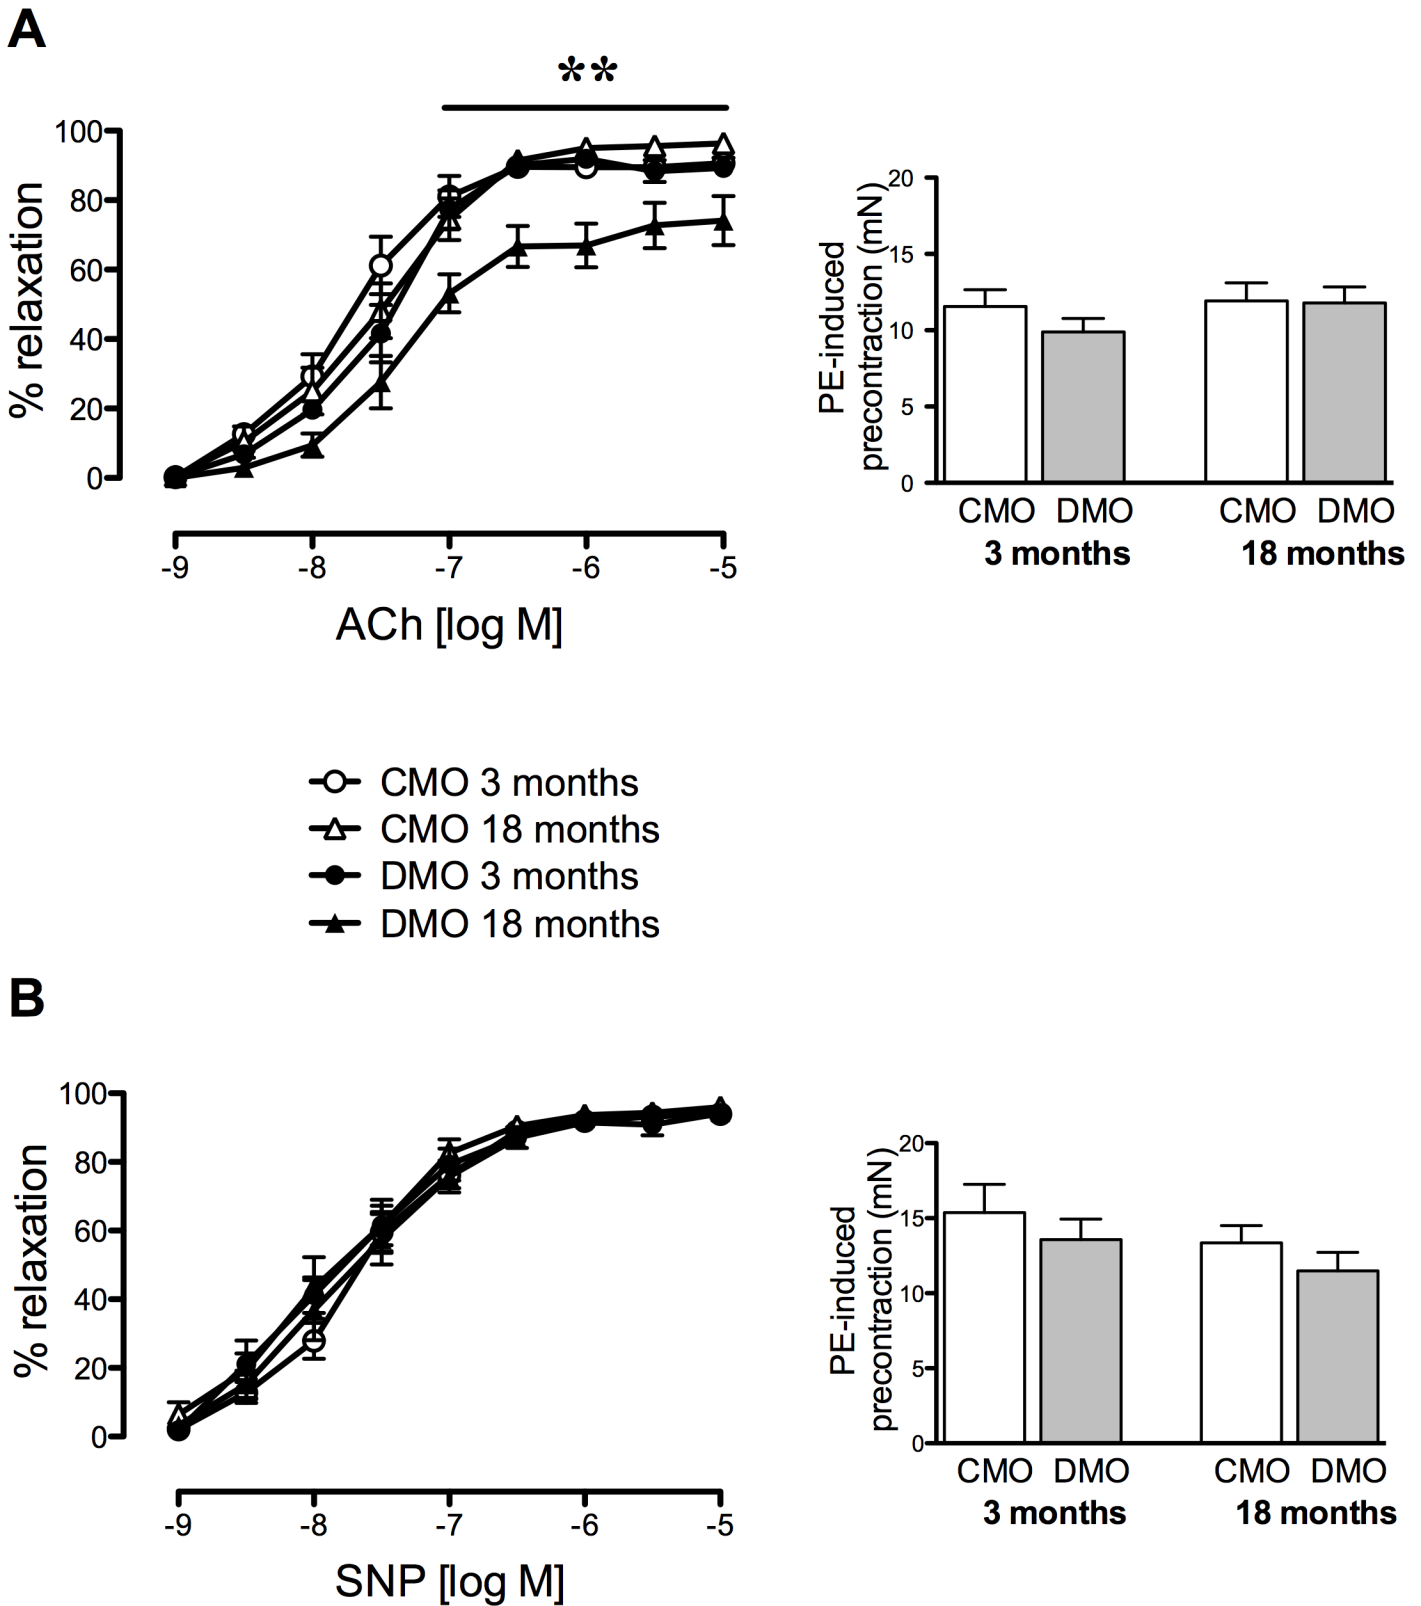 A
**
100
80
60
40
20
0
% relaxation
-9 -8 -7 -6 -5
ACh [log M]
PE-induced
precontraction (mN)
20
15
10
5
0
CMO DMO CMO DMO
3 months 18 months
CMO 3 months
CMO 18 months
DMO 3 months
DMO 18 months
B
100
80
60
40
20
0
% relaxation
-9 -8 -7 -6 -5
SNP [log M]
PE-induced
precontraction (mN)
20
15
10
5
0
CMO DMO CMO DMO
3 months 18 months